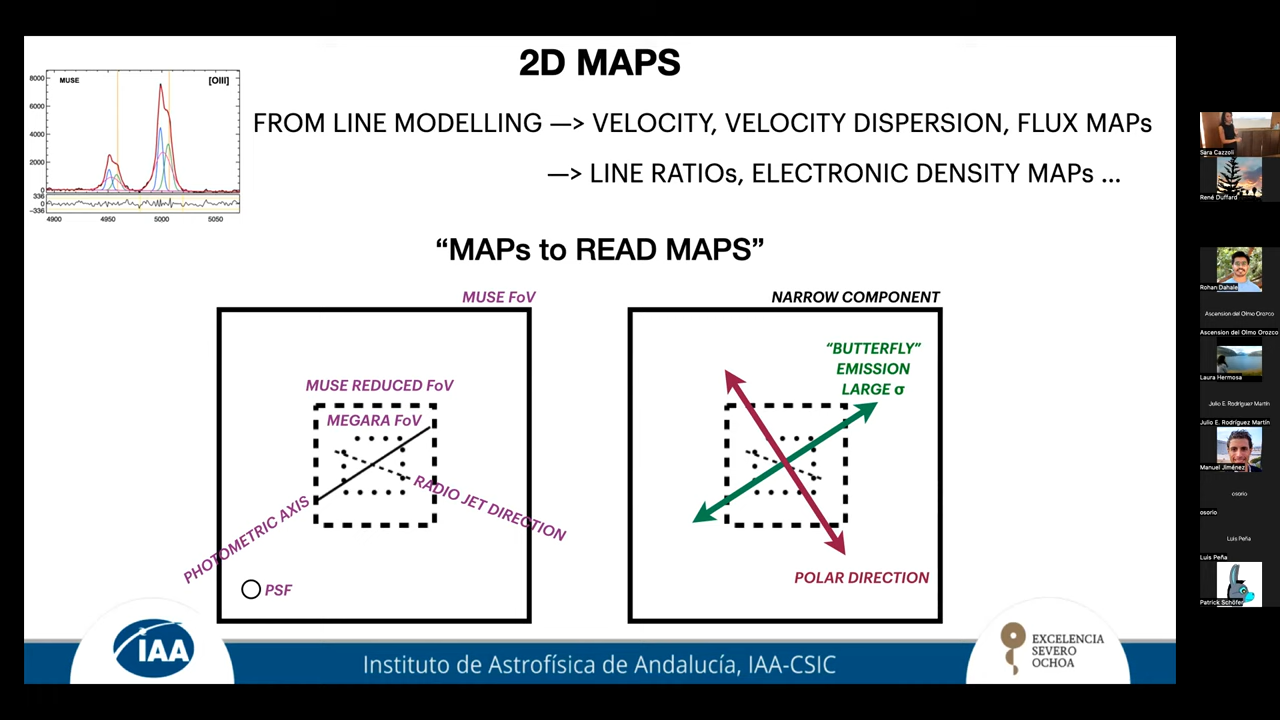 2D MAPS
MUSE
[OIII]
8000
6000
4000
2000
0
336
0
-336
4900
4950
5000
5050
FROM LINE MODELLING —> VELOCITY, VELOCITY DISPERSION, FLUX MAPs
—> LINE RATIOs, ELECTRONIC DENSITY MAPs ...
“MAPs to READ MAPS”
MUSE FoV
MUSE REDUCED FoV
MEGARA FoV
RADIO JET DIRECTION
PHOTOMETRIC AXIS
PSF
NARROW COMPONENT
“BUTTERFLY”
EMISSION
LARGE σ
POLAR DIRECTION
IAA
Instituto de Astrofísica de Andalucía, IAA-CSIC
EXCELENCIA
SEVERO
OCHOA
Sara Cazzoli
René Duffard
Rohan Dahale
Ascension del Olmo Orozco
Ascension del Olmo Orozco
Laura Hermosa
Julio E. Rodríguez Martín
Julio E. Rodríguez Martín
Manuel Jiménez
osorio
osorio
Luis Peña
Luis Peña
Patrick Schöfer